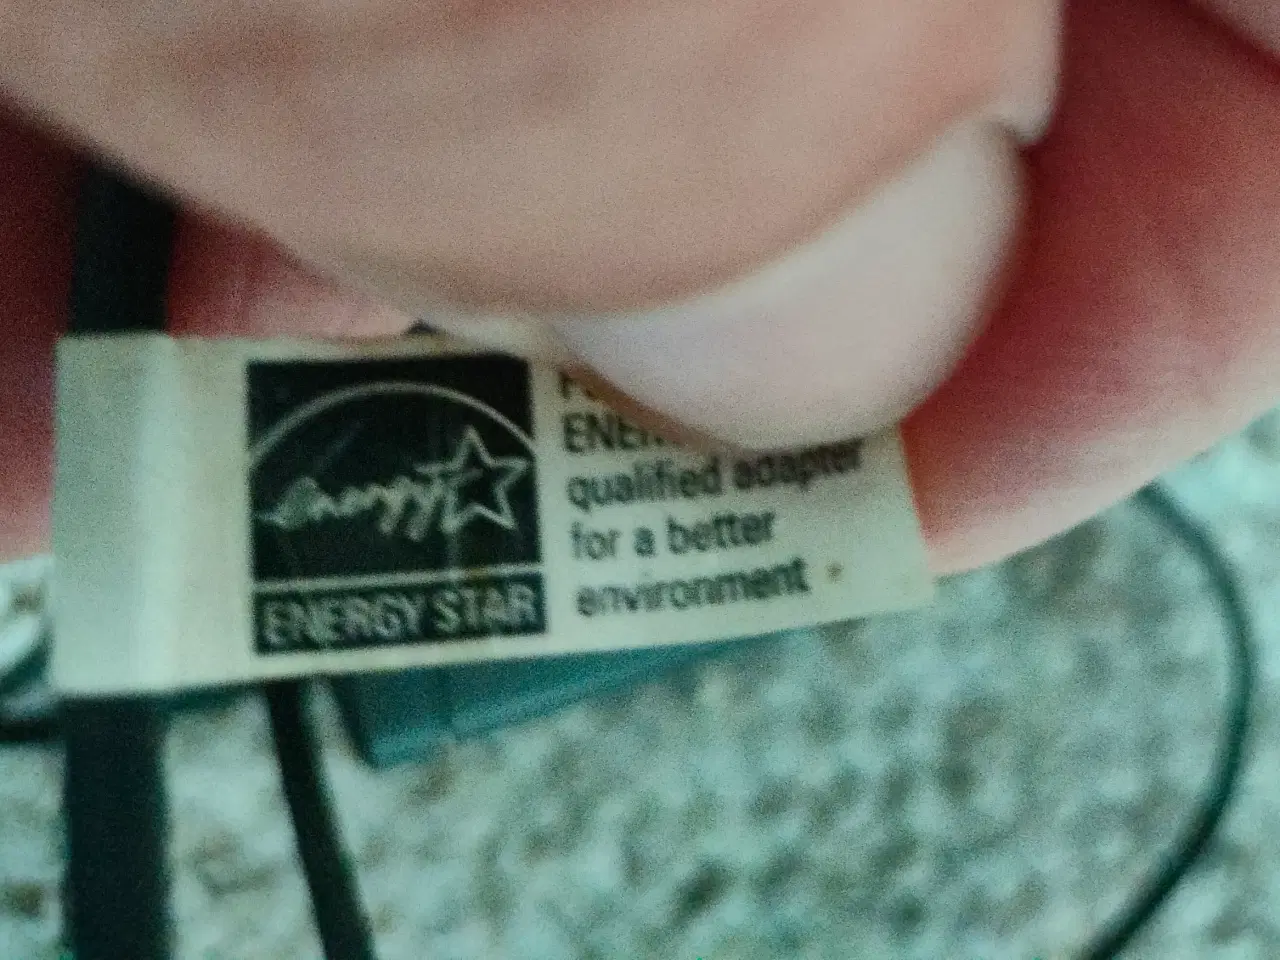 energy
ENERGY STAR
qualified adapter
for a better
environment